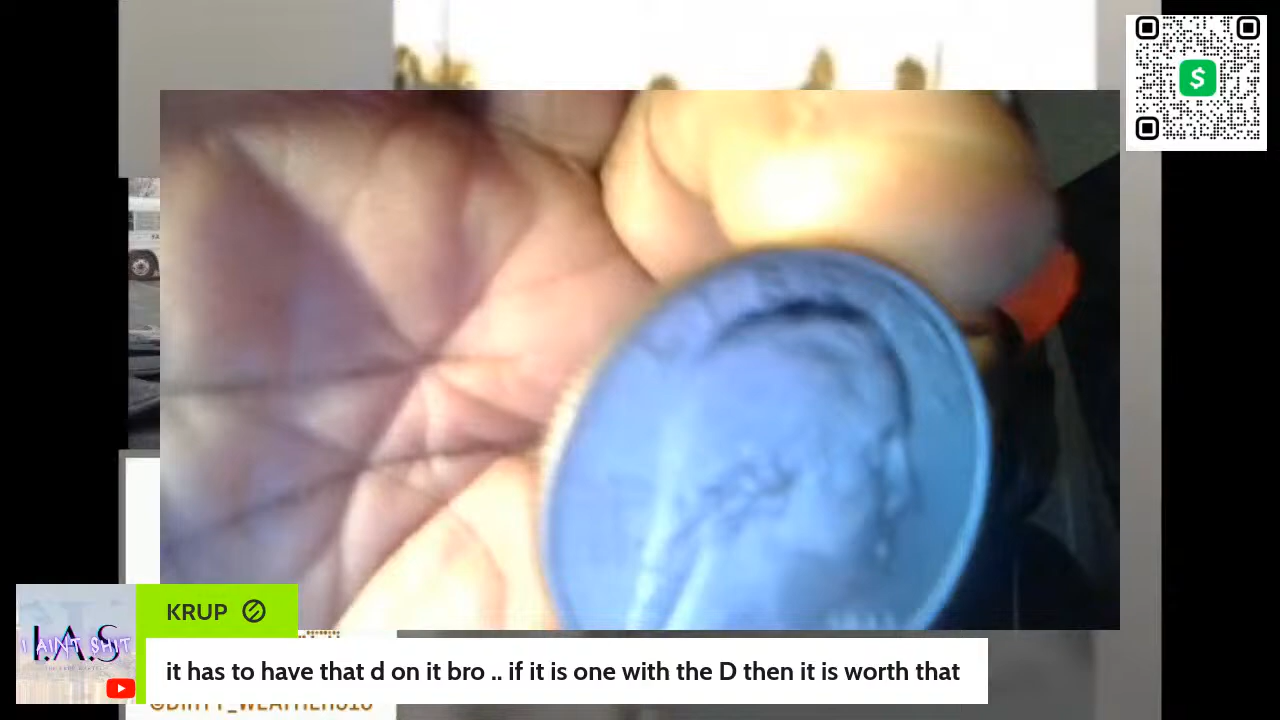 KRUP
I.A.S
I AIN'T SHIT
it has to have that d on it bro .. if it is one with the D then it is worth that
$